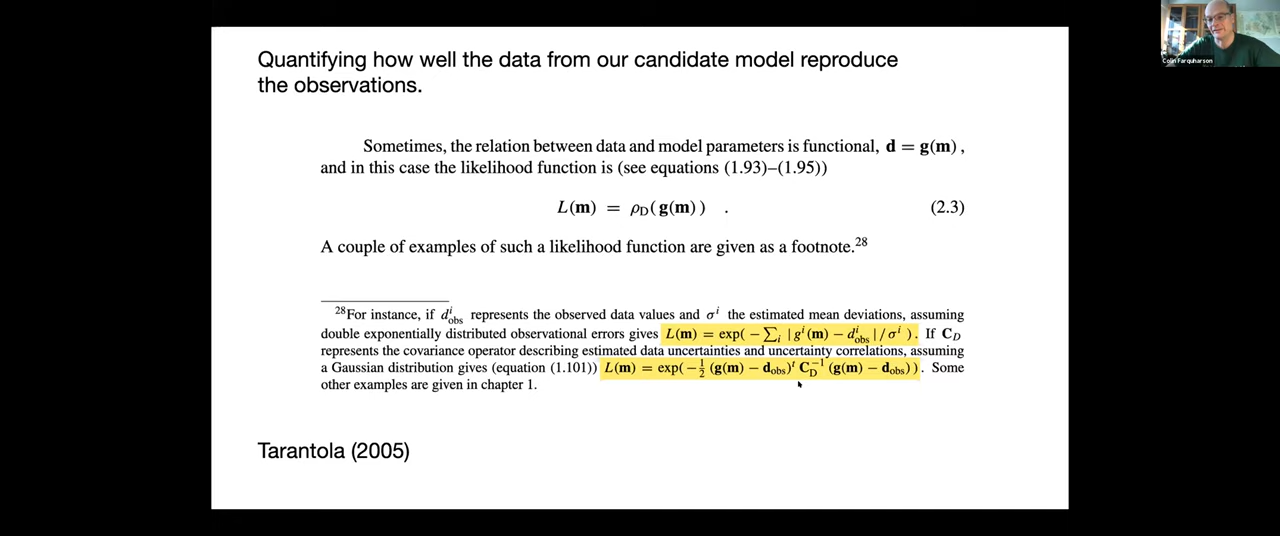 Colin Farquharson
Quantifying how well the data from our candidate model reproduce
the observations.
Sometimes, the relation between data and model parameters is functional, d = g(m) ,
and in this case the likelihood function is (see equations (1.93)–(1.95))
L(m) = ρD( g(m) ) . (2.3)
A couple of examples of such a likelihood function are given as a footnote.28
28For instance, if d^i_obs represents the observed data values and σ^i the estimated mean deviations, assuming
double exponentially distributed observational errors gives L(m) = exp( − ∑_i | g^i(m) − d^i_obs | / σ^i ) . If C_D
represents the covariance operator describing estimated data uncertainties and uncertainty correlations, assuming
a Gaussian distribution gives (equation (1.101)) L(m) = exp( −1/2 (g(m) − d_obs)^t C_D^−1 (g(m) − d_obs) ) . Some
other examples are given in chapter 1.
Tarantola (2005)